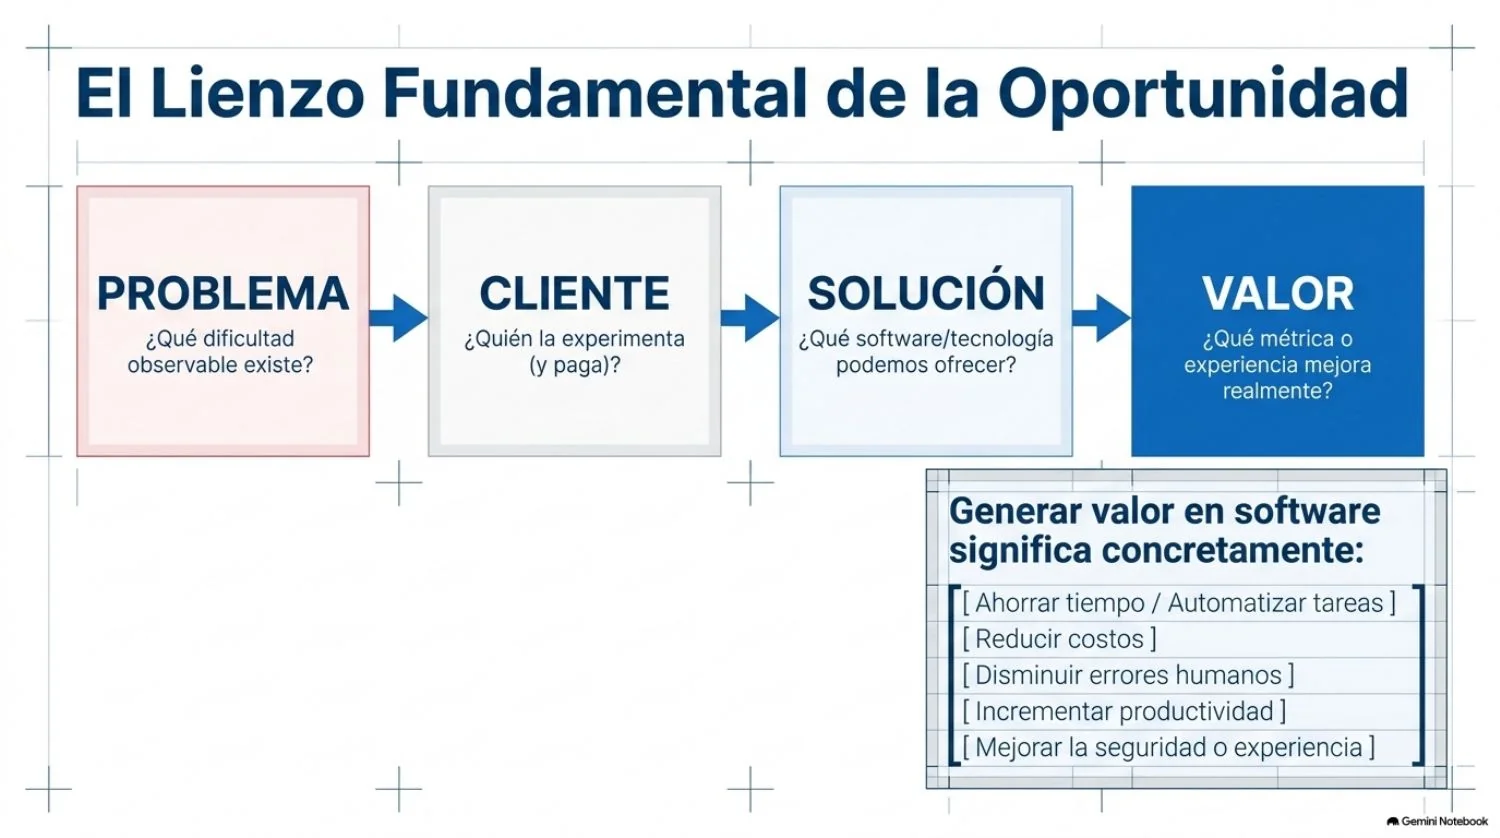 El Lienzo Fundamental de la Oportunidad
PROBLEMA
¿Qué dificultad
observable existe?
CLIENTE
¿Quién la experimenta
(y paga)?
SOLUCIÓN
¿Qué software/tecnología
podemos ofrecer?
VALOR
¿Qué métrica o
experiencia mejora
realmente?
Generar valor en software
significa concretamente:
[ Ahorrar tiempo / Automatizar tareas ]
[ Reducir costos ]
[ Disminuir errores humanos ]
[ Incrementar productividad ]
[ Mejorar la seguridad o experiencia ]
Gemini Notebook